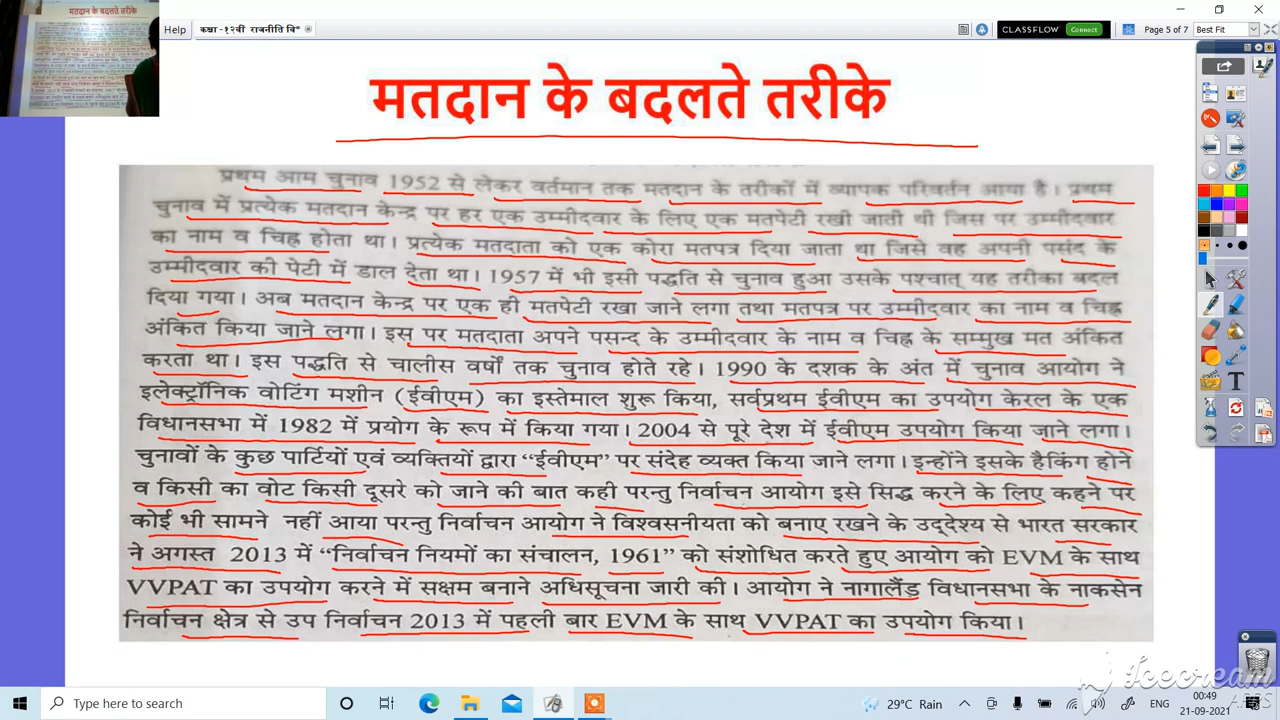 Help
कक्षा -१२वीं राजनीति वि*
CLASSFLOW
Connect
Page 5 of 7
Best Fit
मतदान के बदलते तरीके
मतदान के बदलते तरीके
प्रथम आम चुनाव 1952 से लेकर वर्तमान तक मतदान के तरीकों में व्यापक परिवर्तन आया है। प्रथम
चुनाव में प्रत्येक मतदान केन्द्र पर हर एक उम्मीदवार के लिए एक मतपेटी रखी जाती थी जिस पर उम्मीदवार
का नाम व चिह्न होता था। प्रत्येक मतदाता को एक कोरा मतपत्र दिया जाता था जिसे वह अपनी पसंद के
उम्मीदवार की पेटी में डाल देता था। 1957 में भी इसी पद्धति से चुनाव हुआ उसके पश्चात् यह तरीका बदल
दिया गया। अब मतदान केन्द्र पर एक ही मतपेटी रखा जाने लगा तथा मतपत्र पर उम्मीदवार का नाम व चिह्न
अंकित किया जाने लगा। इस पर मतदाता अपने पसन्द के उम्मीदवार के नाम व चिह्न के सम्मुख मत अंकित
करता था। इस पद्धति से चालीस वर्षों तक चुनाव होते रहे। 1990 के दशक के अंत में चुनाव आयोग ने
इलेक्ट्रॉनिक वोटिंग मशीन (ईवीएम) का इस्तेमाल शुरू किया, सर्वप्रथम ईवीएम का उपयोग केरल के एक
विधानसभा में 1982 में प्रयोग के रूप में किया गया। 2004 से पूरे देश में ईवीएम उपयोग किया जाने लगा।
चुनावों के कुछ पार्टियों एवं व्यक्तियों द्वारा “ईवीएम” पर संदेह व्यक्त किया जाने लगा। इन्होंने इसके हैकिंग होने
व किसी का वोट किसी दूसरे को जाने की बात कही परन्तु निर्वाचन आयोग इसे सिद्ध करने के लिए कहने पर
कोई भी सामने नहीं आया परन्तु निर्वाचन आयोग ने विश्वसनीयता को बनाए रखने के उद्देश्य से भारत सरकार
ने अगस्त 2013 में “निर्वाचन नियमों का संचालन, 1961” को संशोधित करते हुए आयोग को EVM के साथ
VVPAT का उपयोग करने में सक्षम बनाने अधिसूचना जारी की। आयोग ने नागालैंड विधानसभा के नाकसेन
निर्वाचन क्षेत्र से उप निर्वाचन 2013 में पहली बार EVM के साथ VVPAT का उपयोग किया।
Icecream
APPS
Type here to search
29°C Rain
00:49
21-09-2021